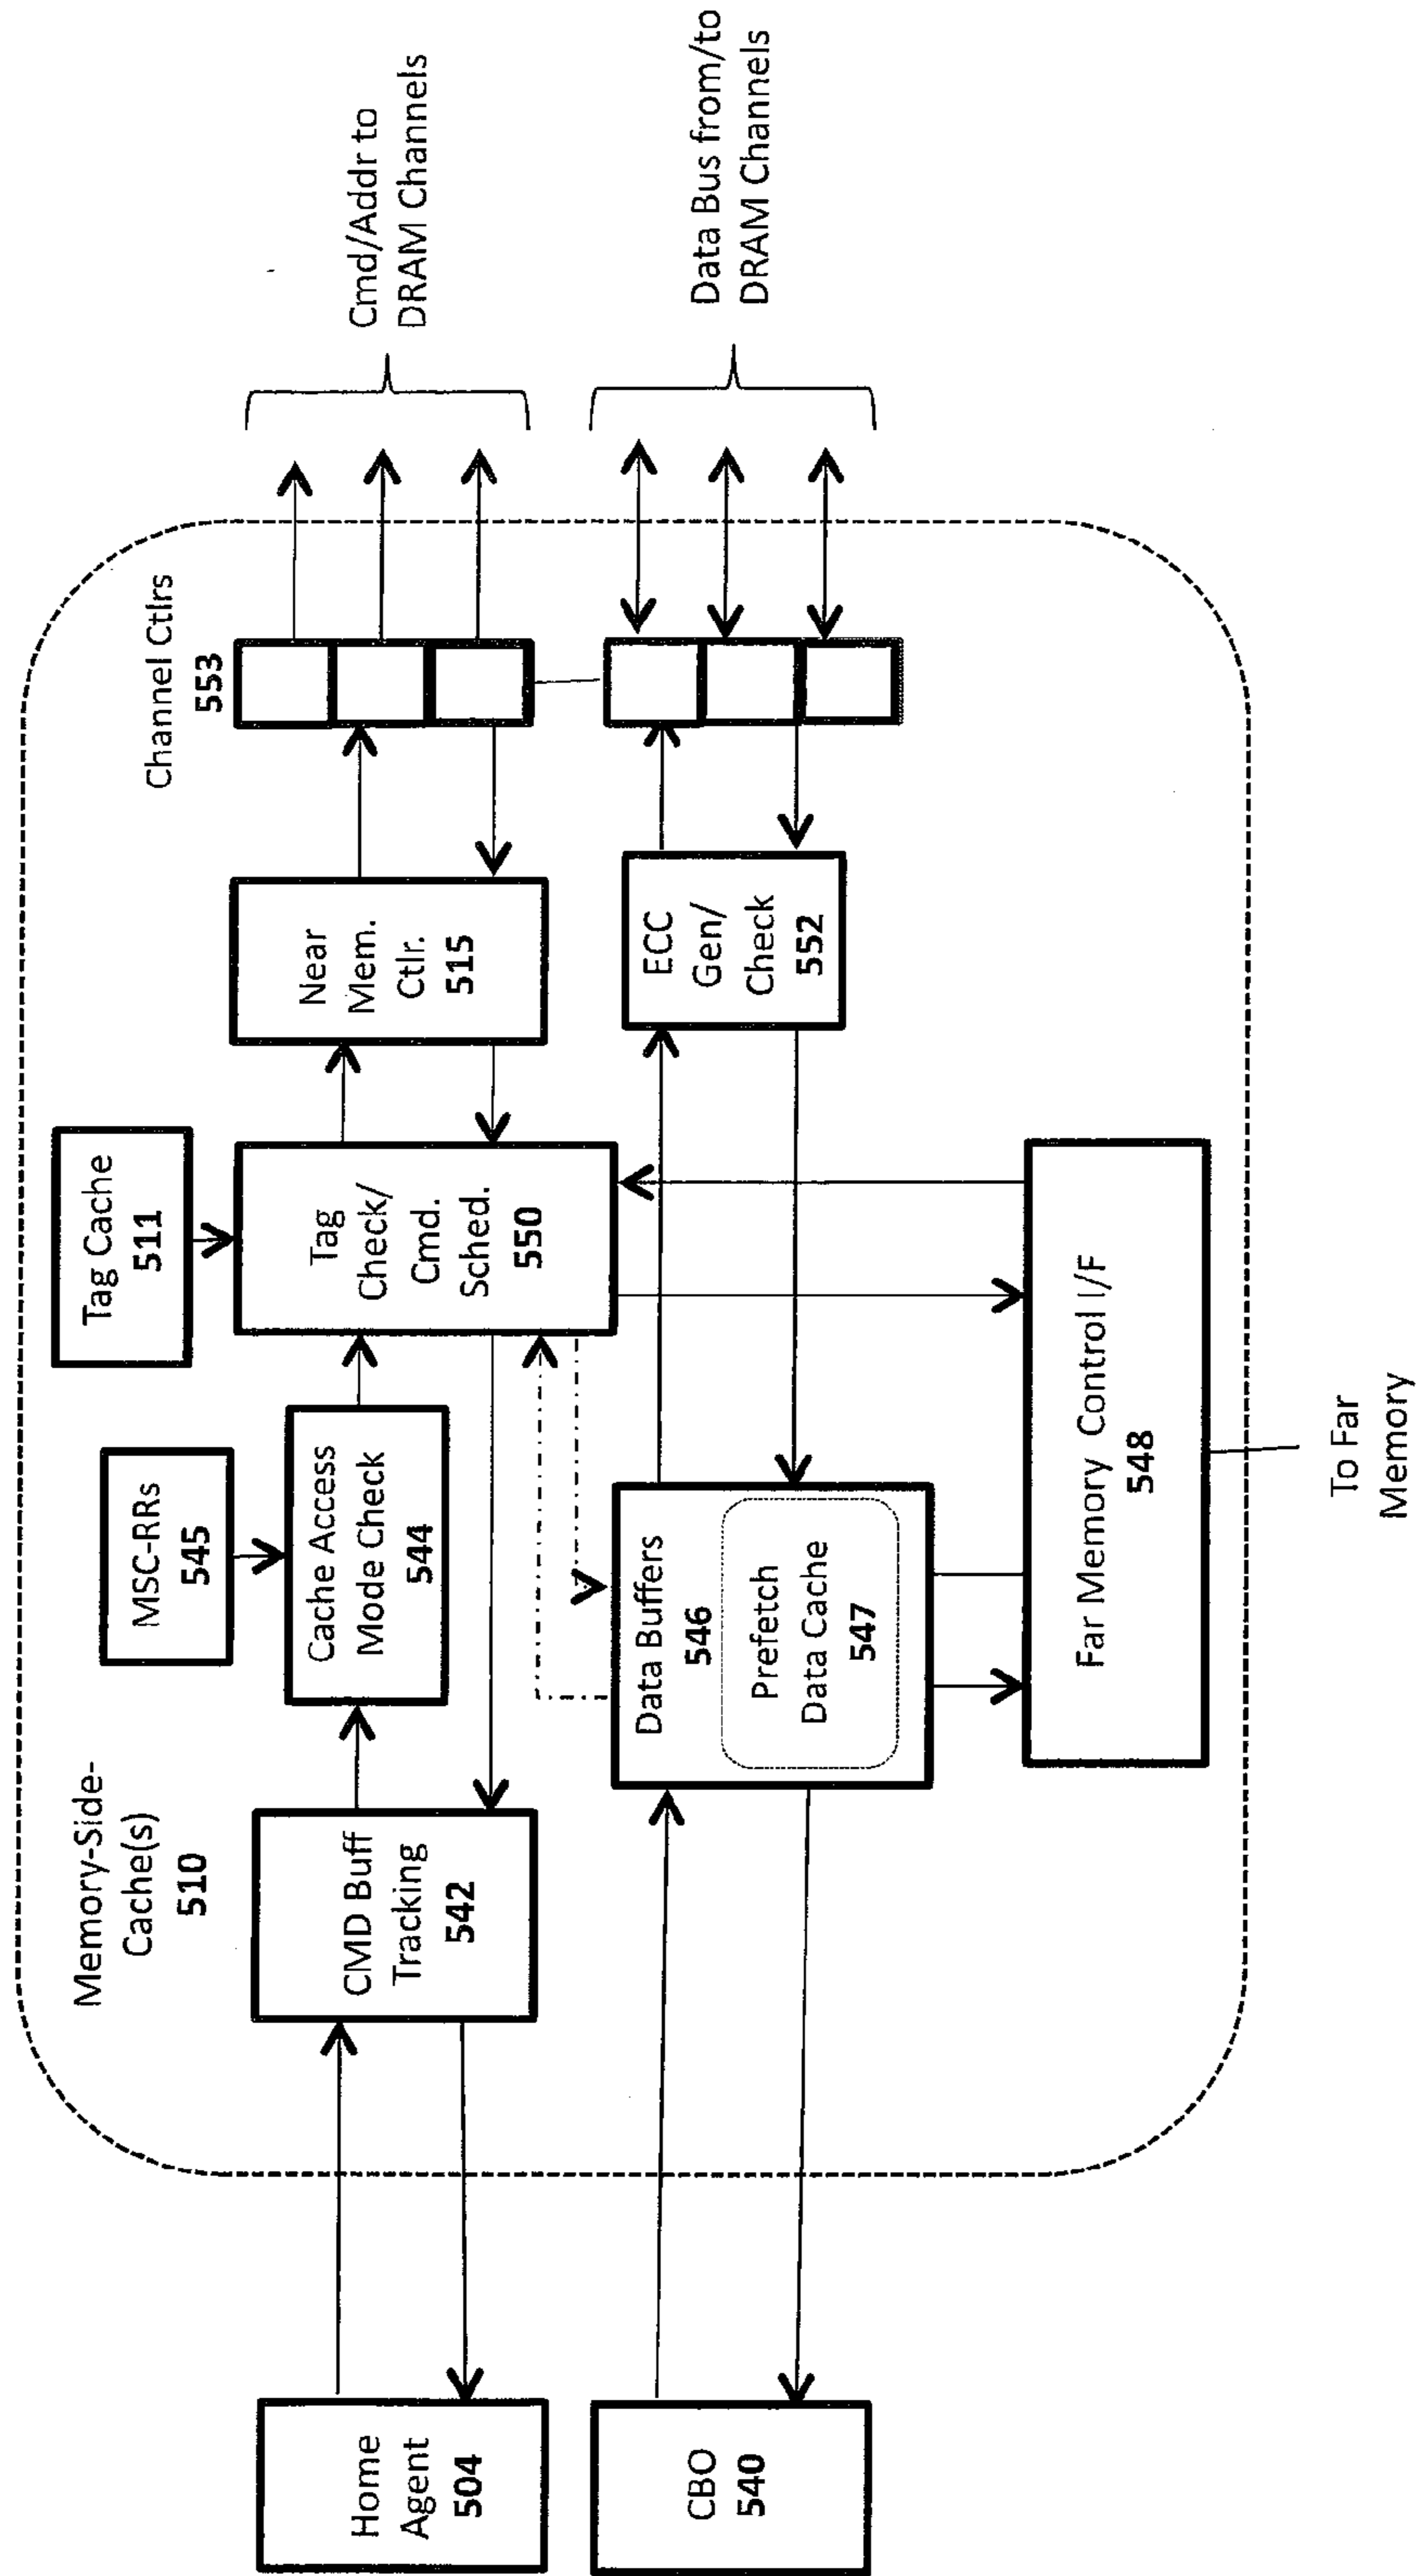 Memory-Side-
Cache(s)
510
MSC-RRs
545
Tag Cache
511
Channel Ctlrs
553
Home
Agent
504
CMD Buff
Tracking
542
Cache Access
Mode Check
544
Tag
Check/
Cmd.
Sched.
550
Near
Mem.
Ctlr.
515
Cmd/Addr to
DRAM Channels
CBO
540
Data Buffers
546
Prefetch
Data Cache
547
ECC
Gen/
Check
552
Data Bus from/to
DRAM Channels
Far Memory Control I/F
548
To Far
Memory